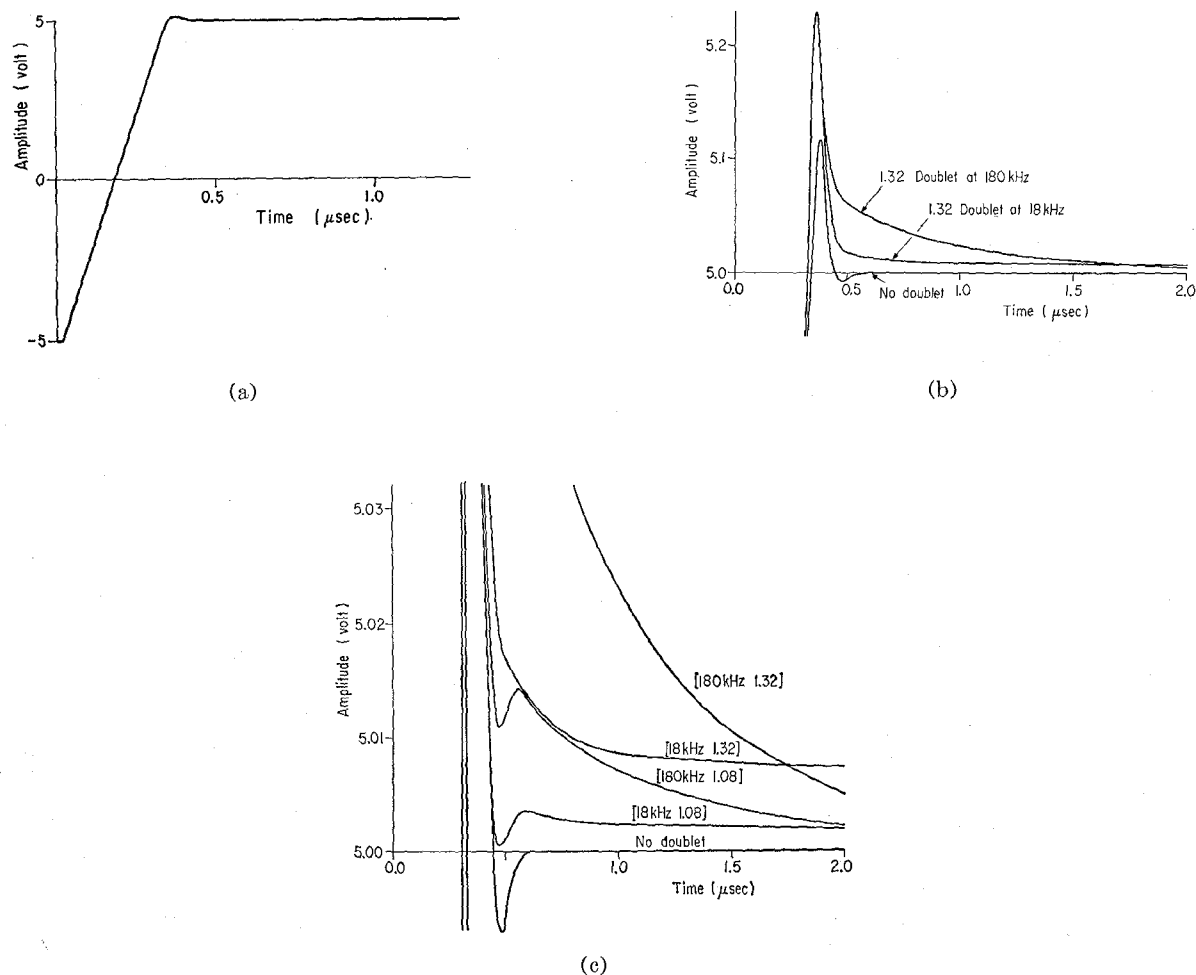 5
0
-5
Amplitude ( volt )
0.5
1.0
Time ( μsec).
(a)
5.2
5.1
5.0
Amplitude ( volt )
1.32 Doublet at 180 kHz
1.32 Doublet at 18 kHz
No doublet
0.0
0.5
1.0
1.5
2.0
Time ( μsec)
(b)
5.03
5.02
5.01
5.00
Amplitude ( volt )
[180kHz 1.32]
[18kHz 1.32]
[180kHz 1.08]
[18kHz 1.08]
No doublet
0.0
0.5
1.0
1.5
2.0
Time (μsec)
(c)